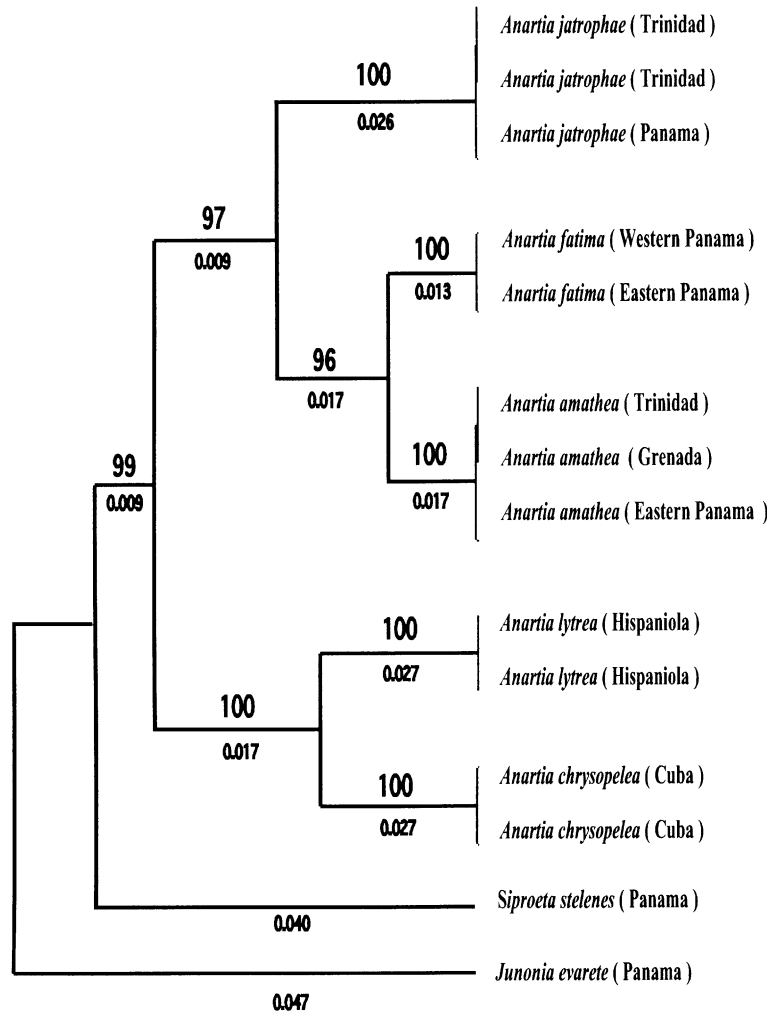 Anartia jatrophae ( Trinidad )
100
Anartia jatrophae ( Trinidad )
0.026
Anartia jatrophae ( Panama )
97
0.009
Anartia fatima ( Western Panama )
100
0.013
Anartia fatima ( Eastern Panama )
96
0.017
Anartia amathea ( Trinidad )
100
Anartia amathea ( Grenada )
0.017
Anartia amathea ( Eastern Panama )
99
0.009
Anartia lytrea ( Hispaniola )
100
0.027
Anartia lytrea ( Hispaniola )
100
0.017
Anartia chrysopelea ( Cuba )
100
0.027
Anartia chrysopelea ( Cuba )
Siproeta stelenes ( Panama )
0.040
Junonia evarete ( Panama )
0.047